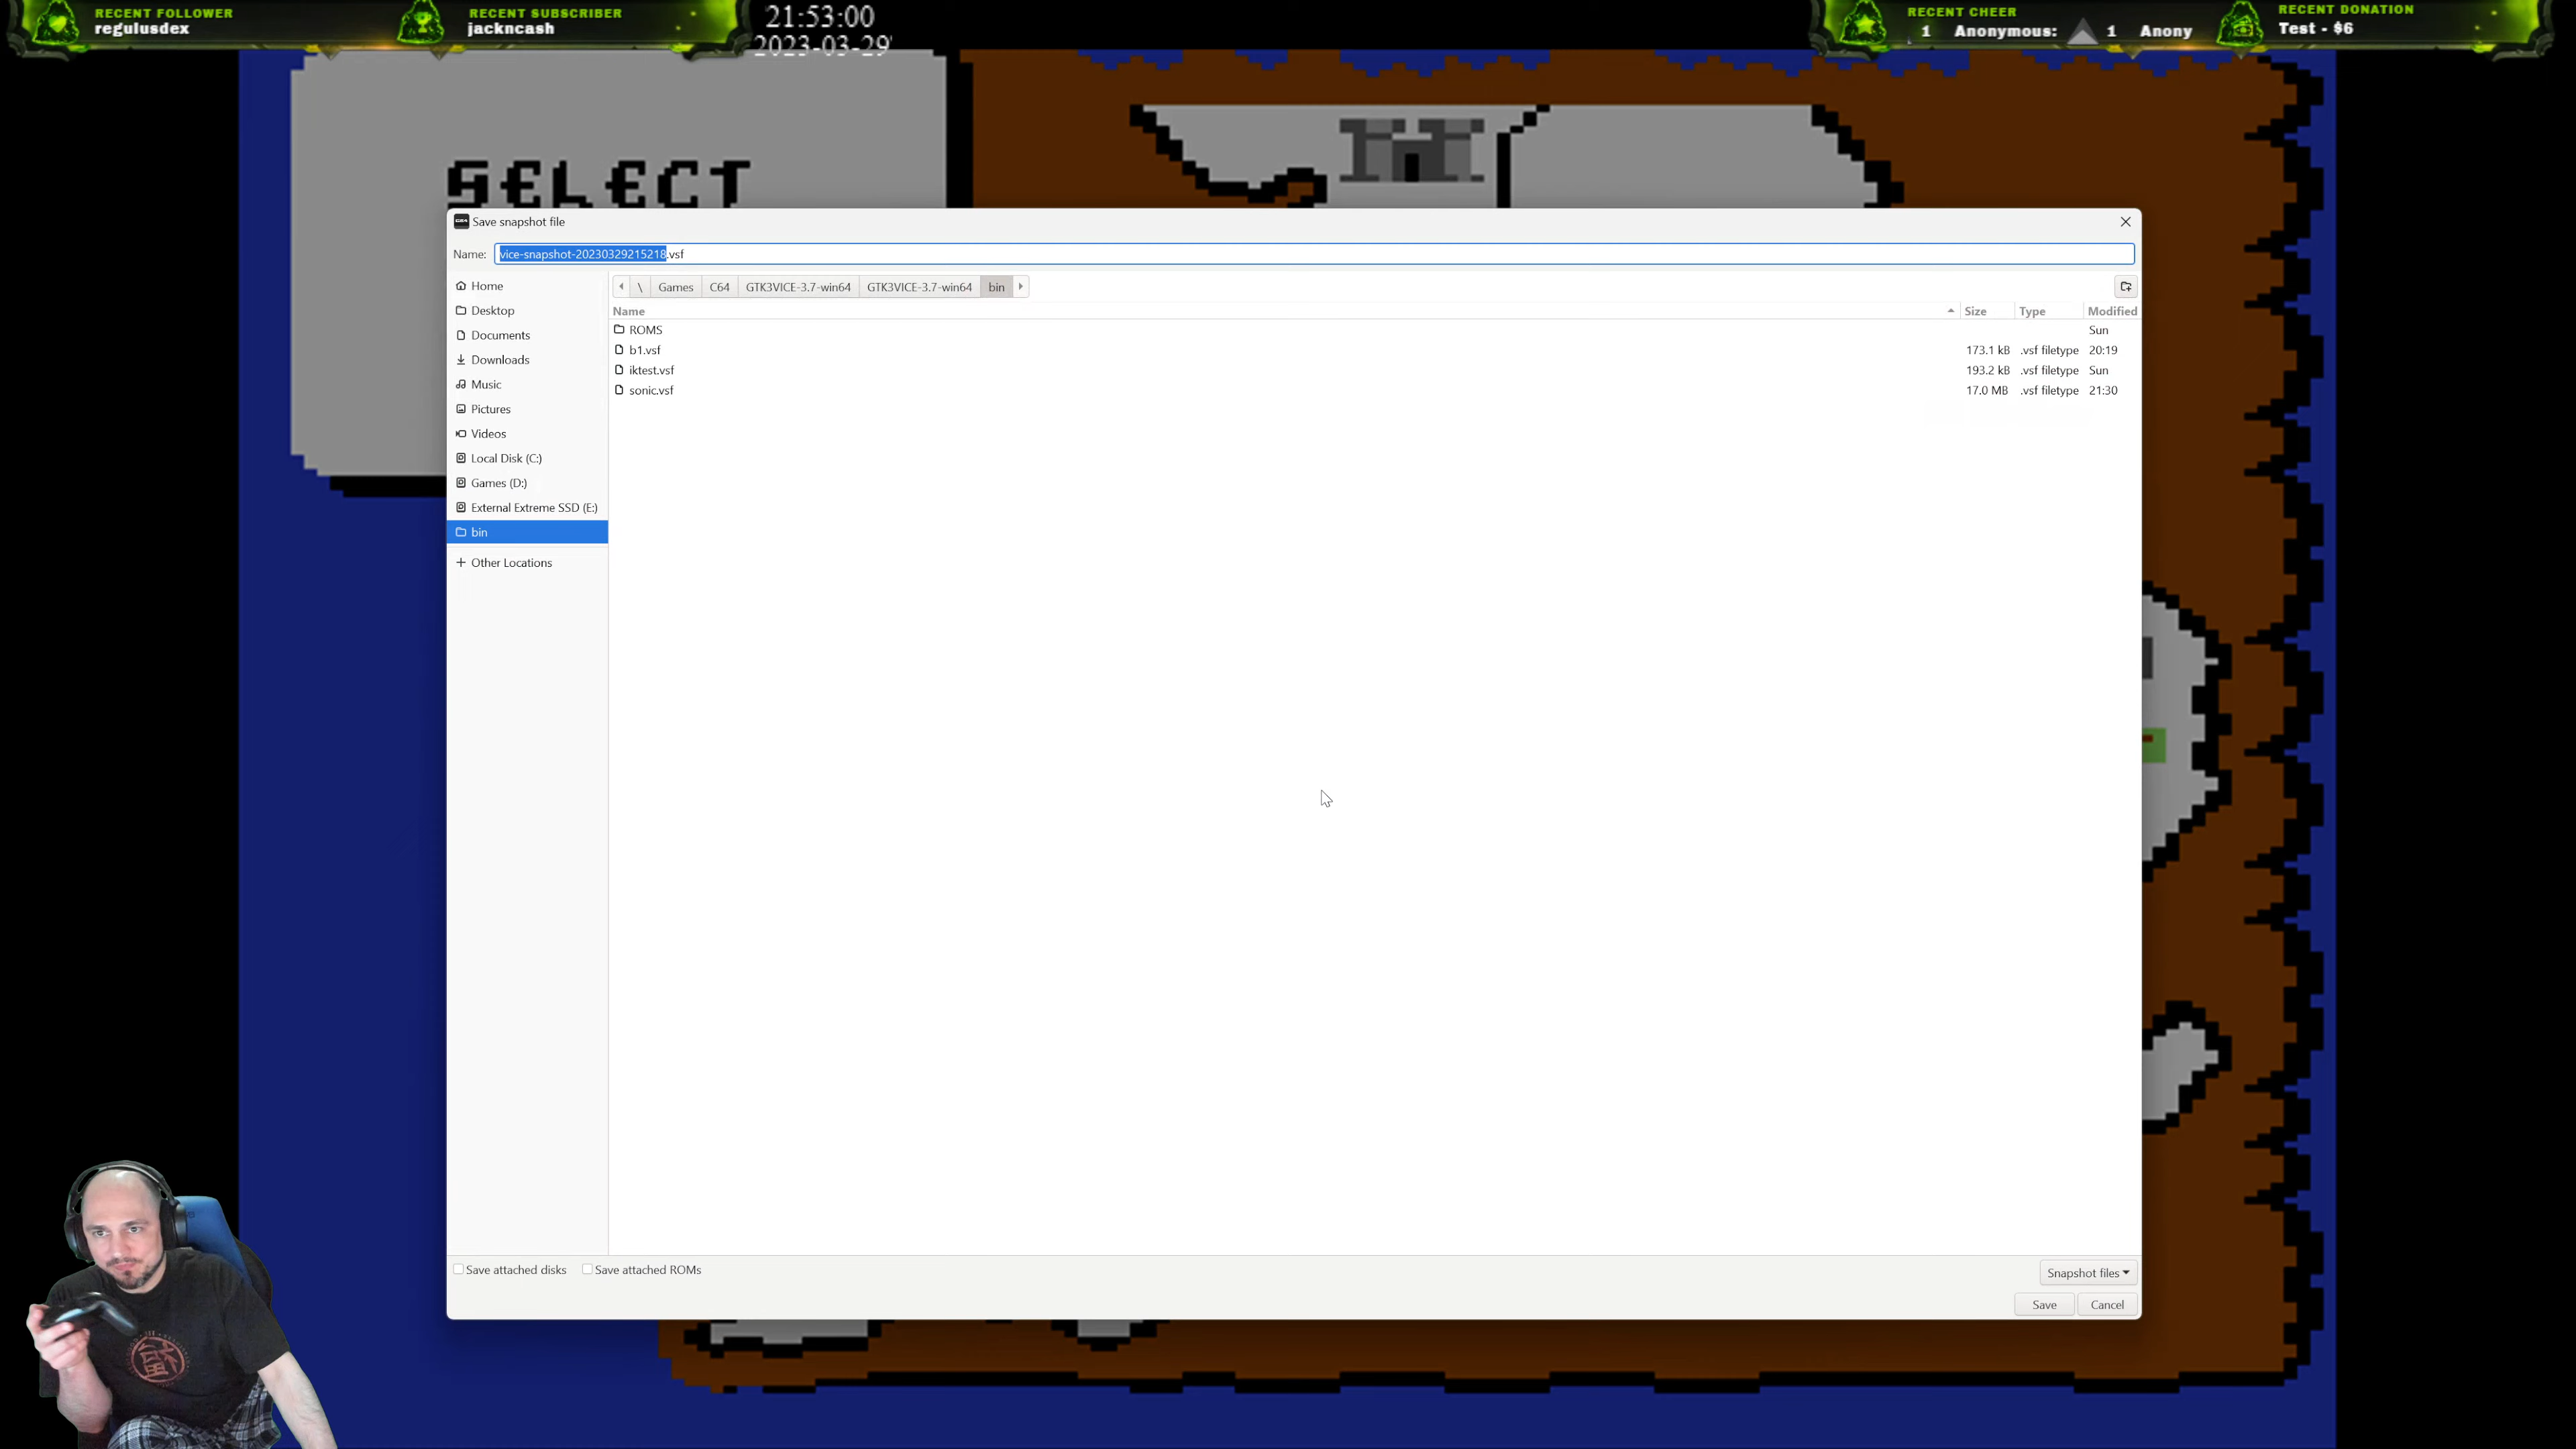 RECENT FOLLOWER
regulusdex
RECENT SUBSCRIBER
jackncash
21:53:00
2023-03-29
RECENT CHEER
1 Anonymous: 1 Anony
RECENT DONATION
Test - $6
SELECT
Save snapshot file
Name: vice-snapshot-20230329215218.vsf
\ Games C64 GTK3VICE-3.7-win64 GTK3VICE-3.7-win64 bin
Home
Desktop
Documents
Downloads
Music
Pictures
Videos
Local Disk (C:)
Games (D:)
External Extreme SSD (E:)
bin
Other Locations
Name Size Type Modified
ROMS Sun
b1.vsf 173.1 kB .vsf filetype 20:19
iktest.vsf 193.2 kB .vsf filetype Sun
sonic.vsf 17.0 MB .vsf filetype 21:30
Save attached disks Save attached ROMs Snapshot files
Save Cancel